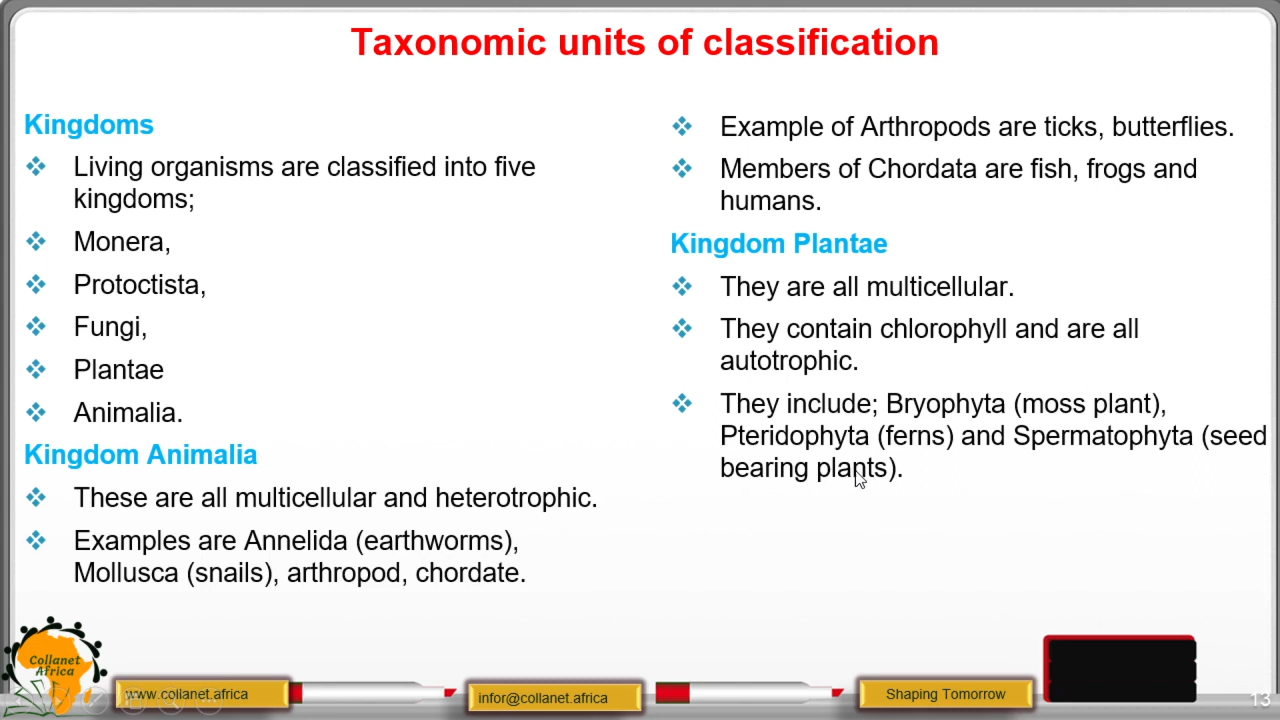 Taxonomic units of classification
Kingdoms
Living organisms are classified into five
kingdoms;
Monera,
Protoctista,
Fungi,
Plantae
Animalia.
Kingdom Animalia
These are all multicellular and heterotrophic.
Examples are Annelida (earthworms),
Mollusca (snails), arthropod, chordate.
Example of Arthropods are ticks, butterflies.
Members of Chordata are fish, frogs and
humans.
Kingdom Plantae
They are all multicellular.
They contain chlorophyll and are all
autotrophic.
They include; Bryophyta (moss plant),
Pteridophyta (ferns) and Spermatophyta (seed
bearing plants).
Collanet
Africa
www.collanet.africa
infor@collanet.africa
Shaping Tomorrow
13